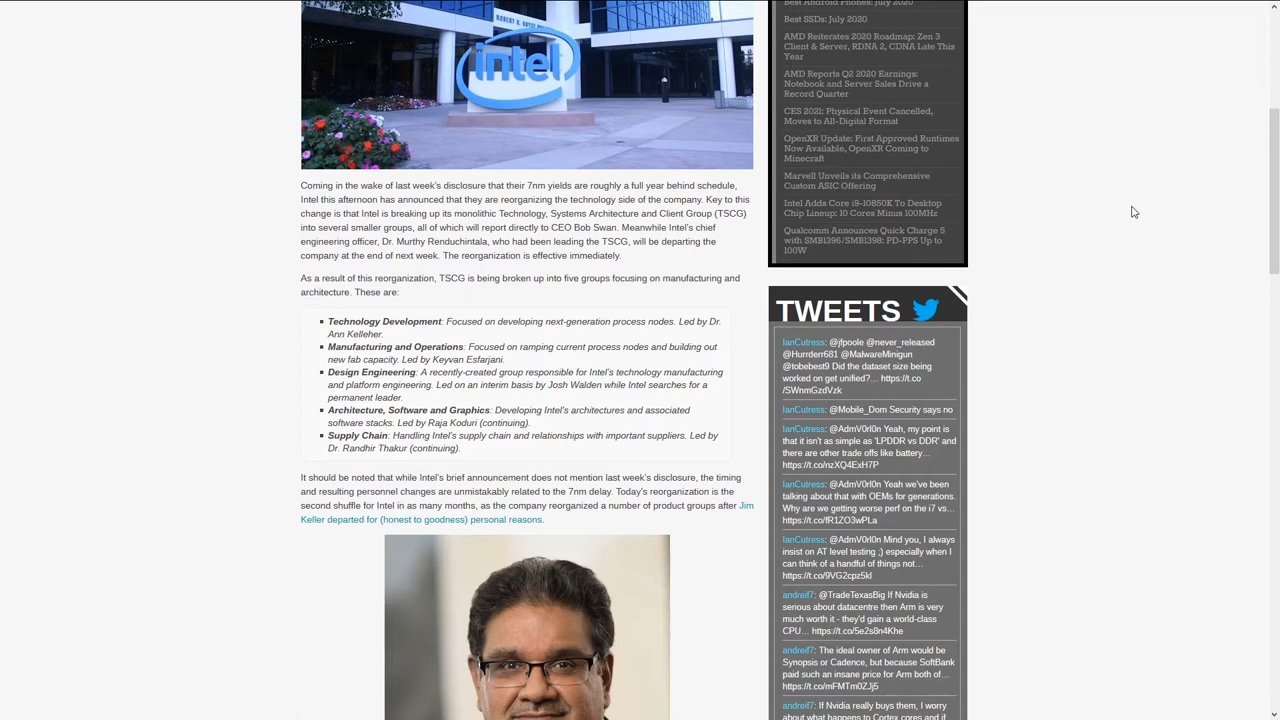 ROBERT N. NOYCE BUILDING
intel
Coming in the wake of last week's disclosure that their 7nm yields are roughly a full year behind schedule,
Intel this afternoon has announced that they are reorganizing the technology side of the company. Key to this
change is that Intel is breaking up its monolithic Technology, Systems Architecture and Client Group (TSCG)
into several smaller groups, all of which will report directly to CEO Bob Swan. Meanwhile Intel's chief
engineering officer, Dr. Murthy Renduchintala, who had been leading the TSCG, will be departing the
company at the end of next week. The reorganization is effective immediately.
As a result of this reorganization, TSCG is being broken up into five groups focusing on manufacturing and
architecture. These are:
Technology Development: Focused on developing next-generation process nodes. Led by Dr.
Ann Kelleher.
Manufacturing and Operations: Focused on ramping current process nodes and building out
new fab capacity. Led by Keyvan Esfarjani.
Design Engineering: A recently-created group responsible for Intel's technology manufacturing
and platform engineering. Led on an interim basis by Josh Walden while Intel searches for a
permanent leader.
Architecture, Software and Graphics: Developing Intel's architectures and associated
software stacks. Led by Raja Koduri (continuing).
Supply Chain: Handling Intel's supply chain and relationships with important suppliers. Led by
Dr. Randhir Thakur (continuing).
It should be noted that while Intel's brief announcement does not mention last week's disclosure, the timing
and resulting personnel changes are unmistakably related to the 7nm delay. Today's reorganization is the
second shuffle for Intel in as many months, as the company reorganized a number of product groups after Jim
Keller departed for (honest to goodness) personal reasons.
Best Android Phones: July 2020
Best SSDs: July 2020
AMD Reiterates 2020 Roadmap: Zen 3
Client & Server, RDNA 2, CDNA Late This
Year
AMD Reports Q2 2020 Earnings:
Notebook and Server Sales Drive a
Record Quarter
CES 2021: Physical Event Cancelled,
Moves to All-Digital Format
OpenXR Update: First Approved Runtimes
Now Available, OpenXR Coming to
Minecraft
Marvell Unveils its Comprehensive
Custom ASIC Offering
Intel Adds Core i9-10850K To Desktop
Chip Lineup: 10 Cores Minus 100MHz
Qualcomm Announces Quick Charge 5
with SMB1396/SMB1398: PD-PPS Up to
100W
TWEETS
IanCutress: @jfpoole @never_released
@Hurrderr681 @MalwareMinigun
@tobebest9 Did the dataset size being
worked on get unified?... https://t.co
/SWnmGzdVzk
IanCutress: @Mobile_Dom Security says no
IanCutress: @AdmV0rl0n Yeah, my point is
that it isn't as simple as 'LPDDR vs DDR' and
there are other trade offs like battery...
https://t.co/nzXQ4ExH7P
IanCutress: @AdmV0rl0n Yeah we've been
talking about that with OEMs for generations.
Why are we getting worse perf on the i7 vs...
https://t.co/fR1ZO3wPLa
IanCutress: @AdmV0rl0n Mind you, I always
insist on AT level testing ;) especially when I
can think of a handful of things not...
https://t.co/9VG2cpz5kl
andreif7: @TradeTexasBig If Nvidia is
serious about datacentre then Arm is very
much worth it - they'd gain a world-class
CPU... https://t.co/5e2s8n4Khe
andreif7: The ideal owner of Arm would be
Synopsis or Cadence, but because SoftBank
paid such an insane price for Arm both of...
https://t.co/mFMTm0ZJj5
andreif7: If Nvidia really buys them, I worry
about what happens to Cortex cores and if